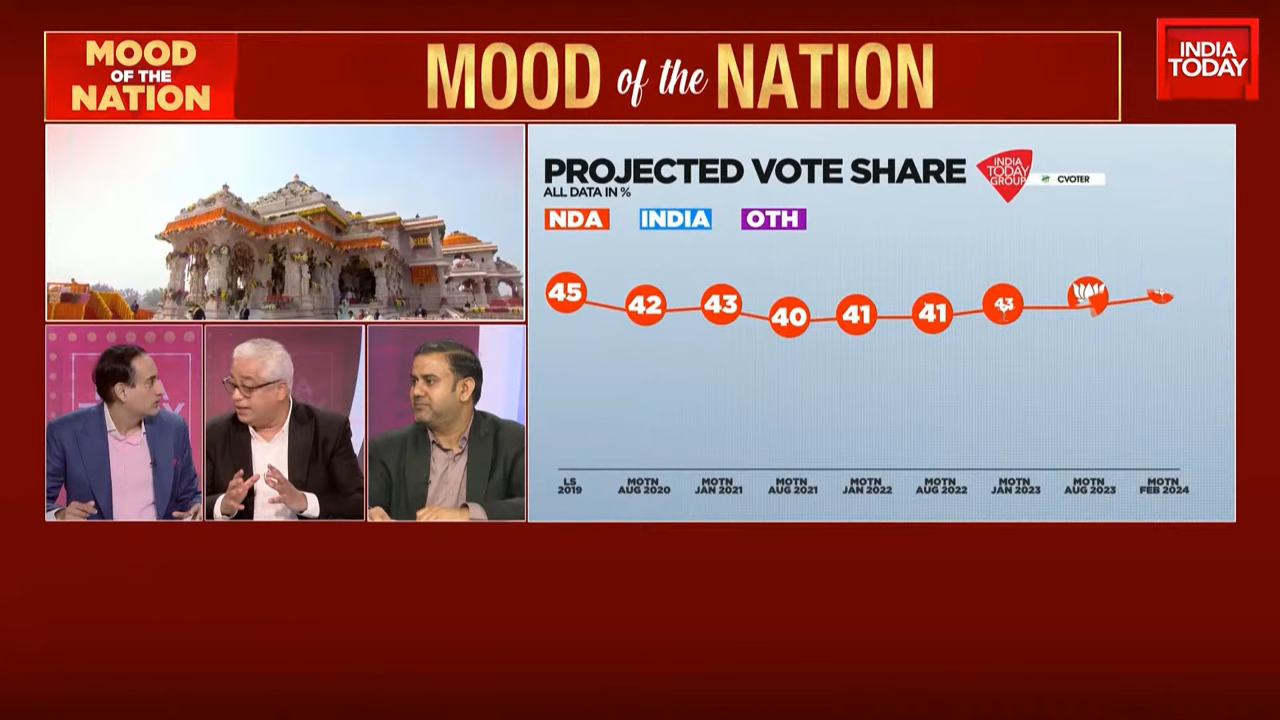 MOOD
OF THE
NATION
MOOD of the NATION
INDIA
TODAY
PROJECTED VOTE SHARE
ALL DATA IN %
INDIA
TODAY
GROUP
CVOTER
NDA INDIA OTH
45 42 43 40 41 41 43
LS
2019
MOTN
AUG 2020
MOTN
JAN 2021
MOTN
AUG 2021
MOTN
JAN 2022
MOTN
AUG 2022
MOTN
JAN 2023
MOTN
AUG 2023
MOTN
FEB 2024